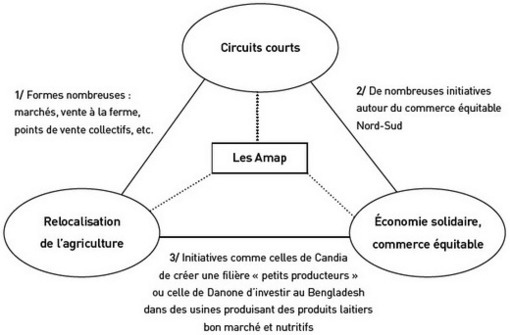 Circuits courts
1/ Formes nombreuses :
marchés, vente à la ferme,
points de vente collectifs, etc.
2/ De nombreuses initiatives
autour du commerce équitable
Nord-Sud
Les Amap
Relocalisation
de l'agriculture
Économie solidaire,
commerce équitable
3/ Initiatives comme celles de Candia
de créer une filière « petits producteurs »
ou celle de Danone d'investir au Bengladesh
dans des usines produisant des produits laitiers
bon marché et nutritifs